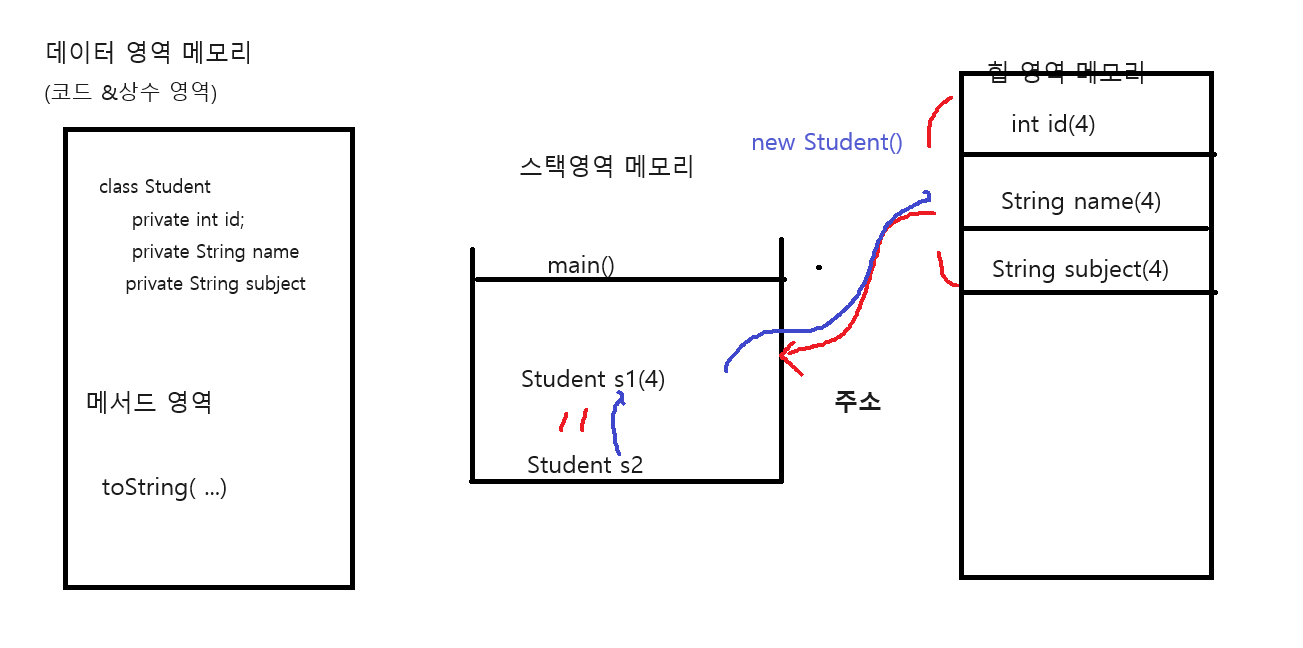 데이터 영역 메모리
(코드 &상수 영역)
class Student
private int id;
private String name
private String subject
메서드 영역
toString( ...)
스택영역 메모리
main()
Student s1(4)
Student s2
new Student()
주소
힙 영역 메모리
int id(4)
String name(4)
String subject(4)